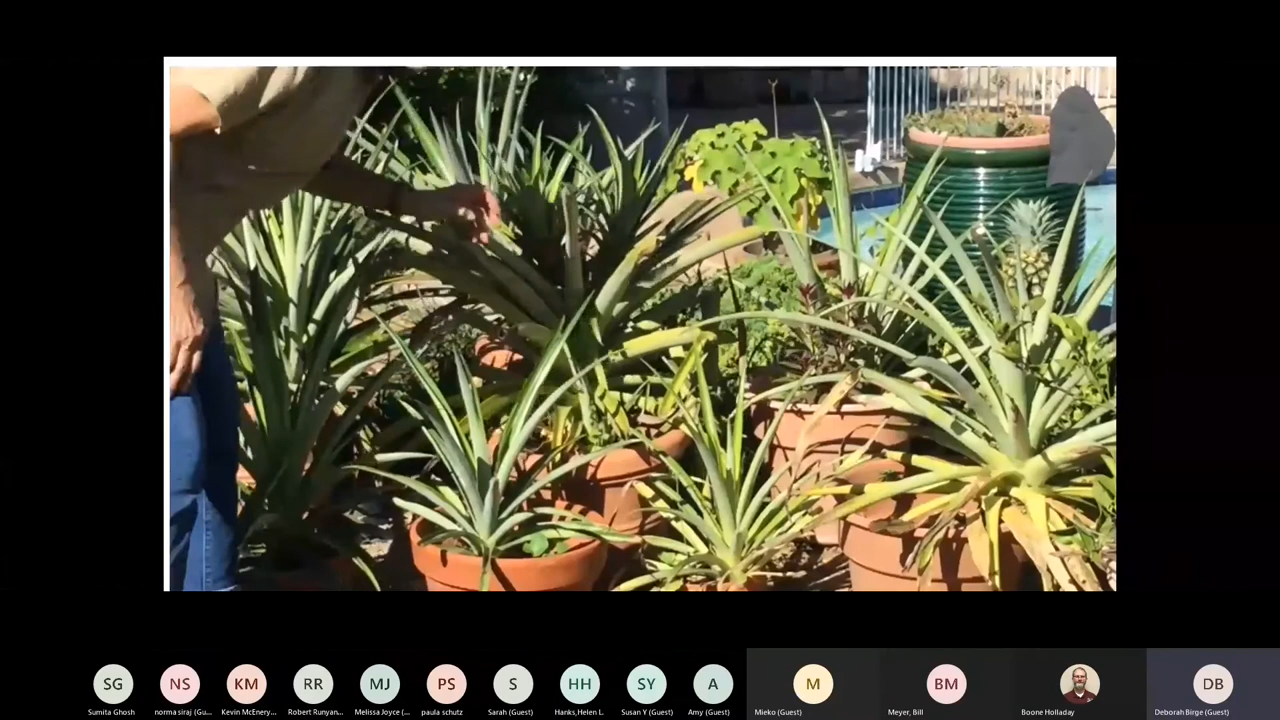 SG
NS
KM
RR
MJ
PS
S
HH
SY
A
M
BM
DB
Sumita Ghosh
norma siraj (Gu...
Kevin McEnery...
Robert Runyan...
Melissa Joyce (...
paula schutz
Sarah (Guest)
Hanks,Helen L.
Susan Y (Guest)
Amy (Guest)
Mieko (Guest)
Meyer, Bill
Boone Holladay
Deborah Birge (Guest)